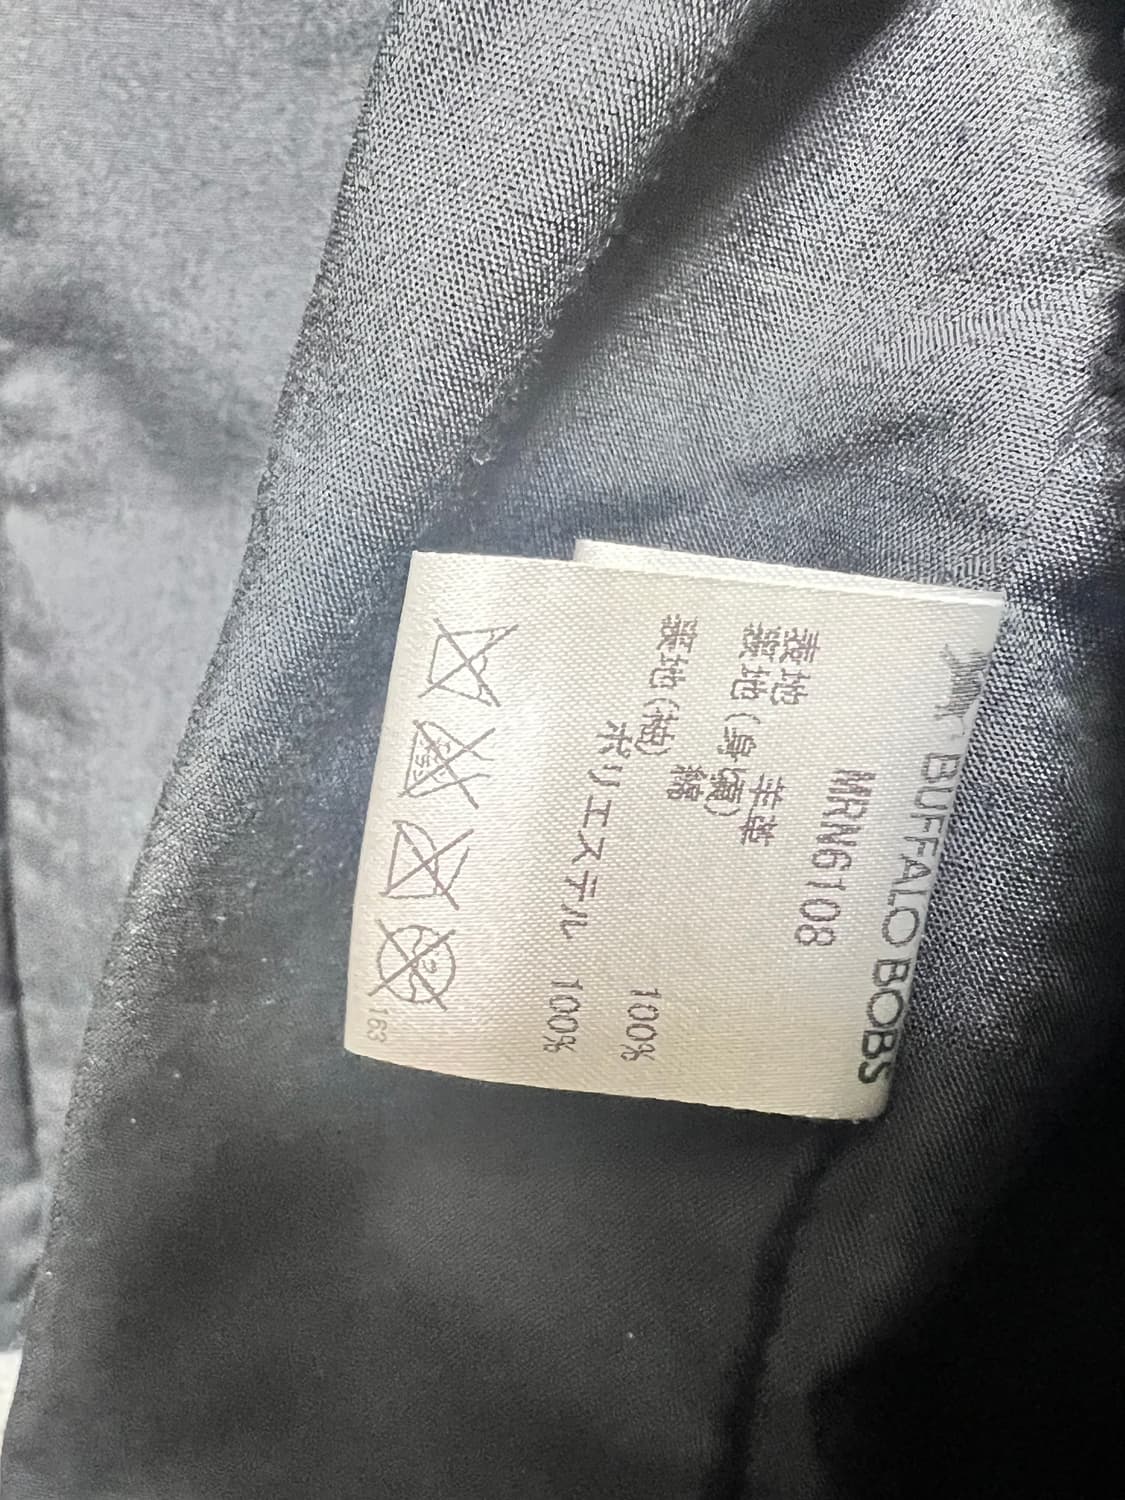 BUFFALO BOBS
MRN6108
表地 羊革
裏地(身頃)
綿 100%
裏地(袖)
ポリエステル 100%
163